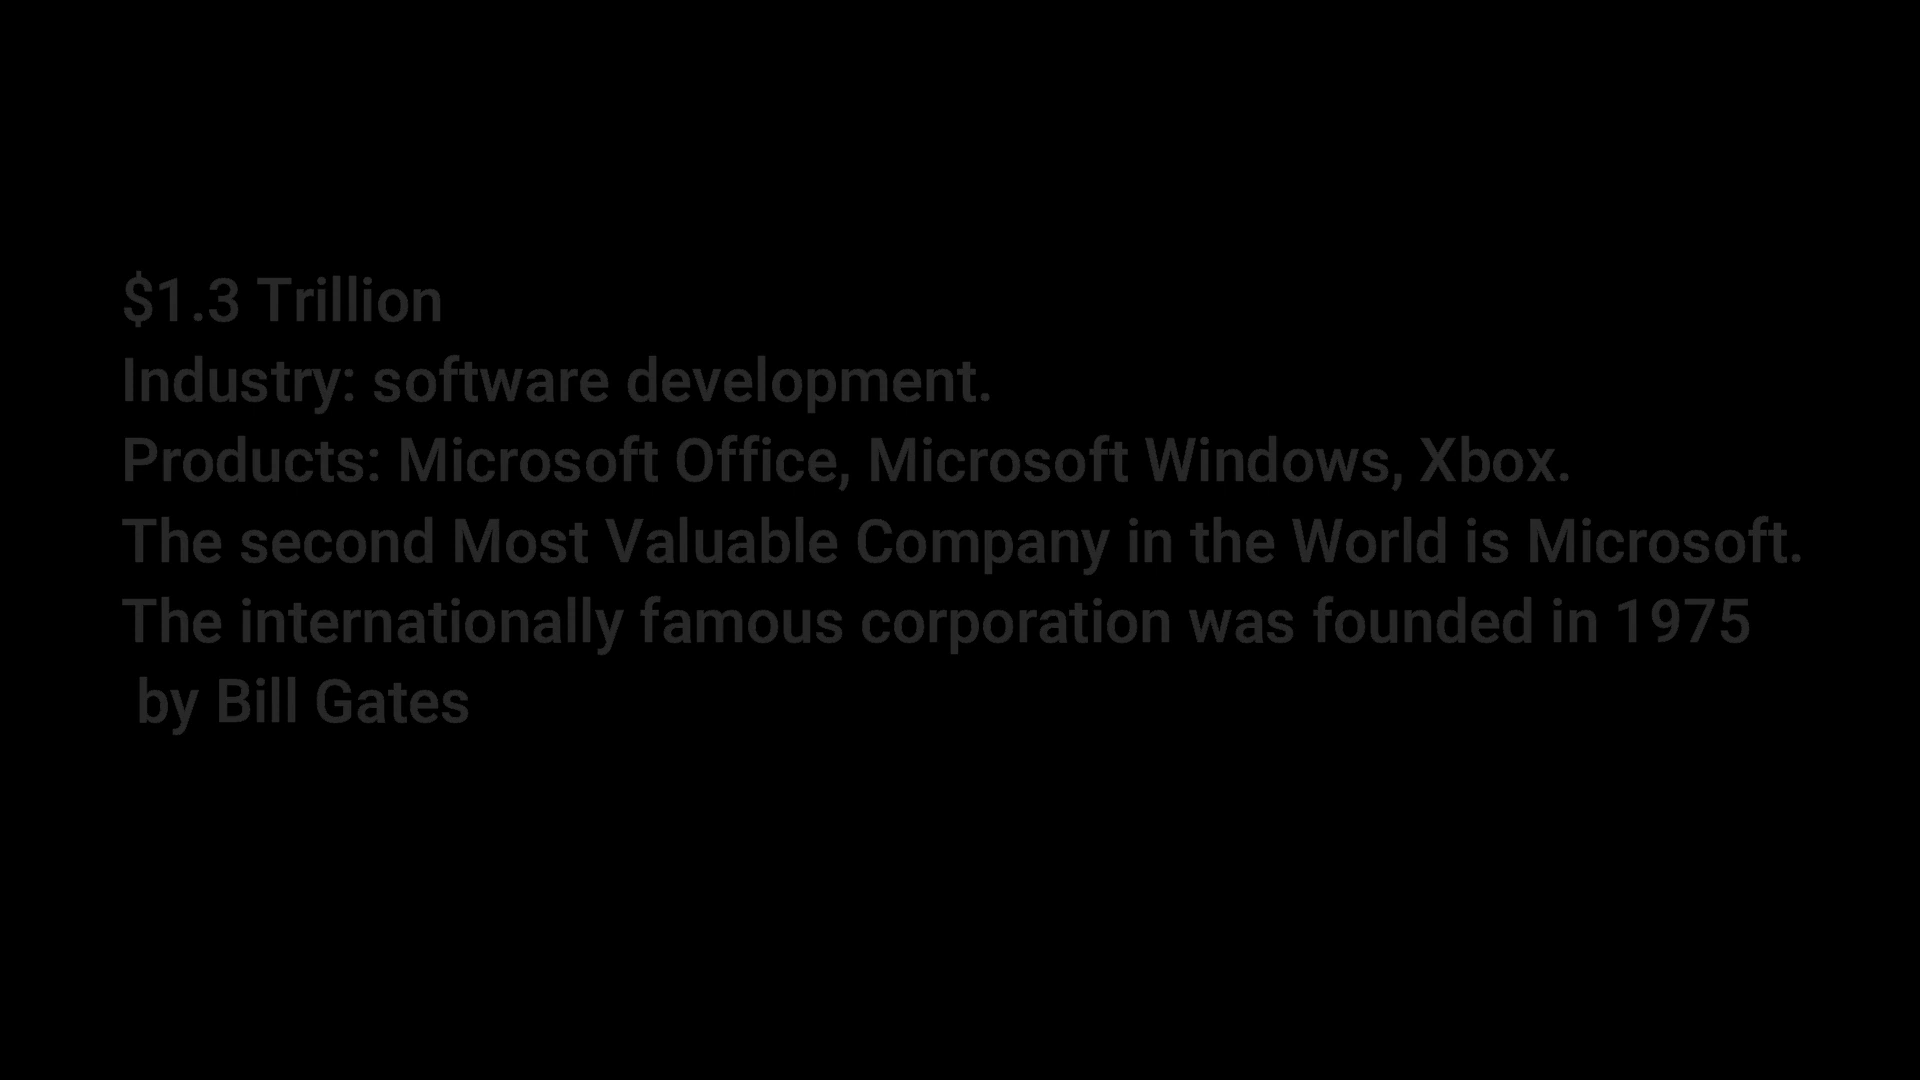 $1.3 Trillion
Industry: software development.
Products: Microsoft Office, Microsoft Windows, Xbox.
The second Most Valuable Company in the World is Microsoft.
The internationally famous corporation was founded in 1975
by Bill Gates